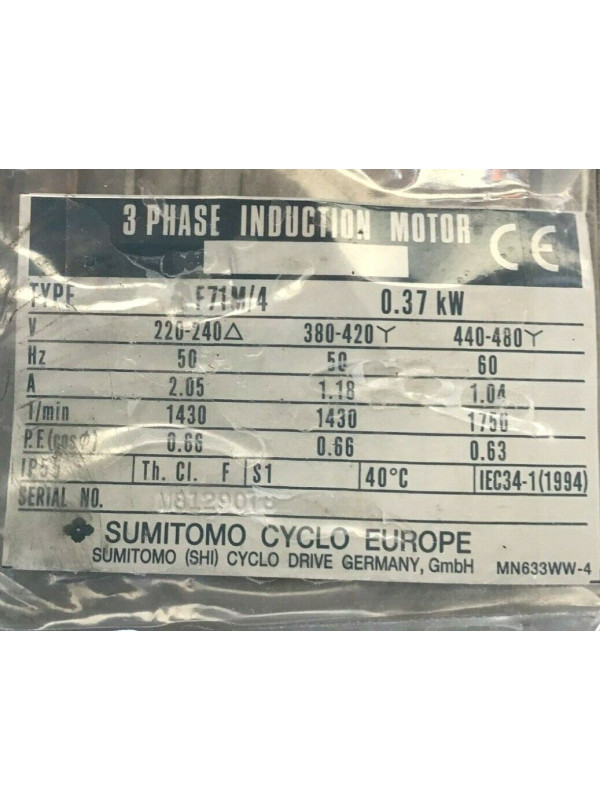 3 PHASE INDUCTION MOTOR
CE
TYPE F71M/4 0.37 kW
V 220-240△ 380-420Y 440-480Y
Hz 50 50 60
A 2.05 1.18 1.04
1/min 1430 1430 1750
P.F.(cosϕ) 0.66 0.66 0.63
Th. Cl. F S1 40°C IEC34-1(1994)
SERIAL NO.
SUMITOMO CYCLO EUROPE
SUMITOMO (SHI) CYCLO DRIVE GERMANY, GmbH MN633WW-4